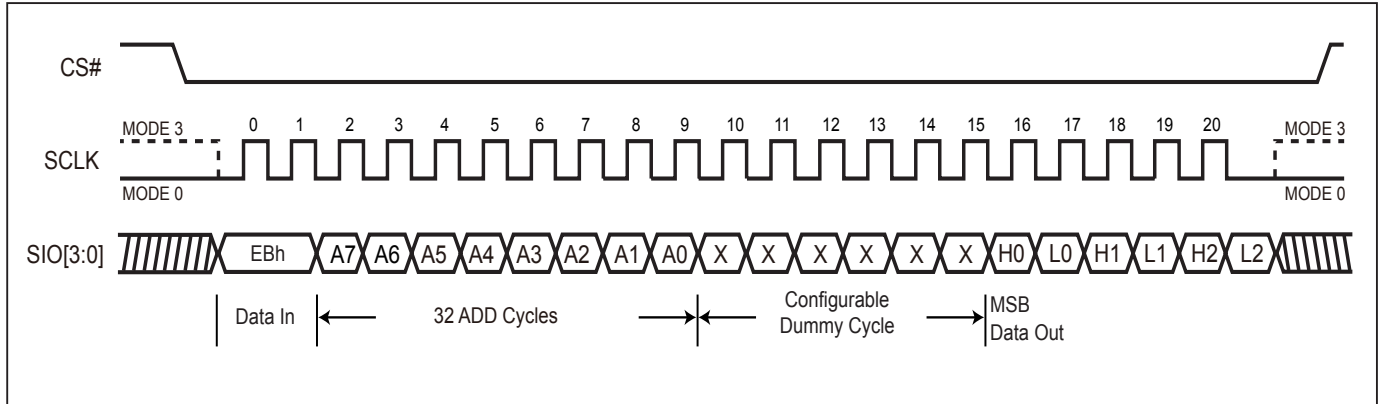 CS#
MODE 3 0 1 2 3 4 5 6 7 8 9 10 11 12 13 14 15 16 17 18 19 20 MODE 3
SCLK
MODE 0 MODE 0
SIO[3:0] EBh A7 A6 A5 A4 A3 A2 A1 A0 X X X X X X H0 L0 H1 L1 H2 L2
Data In 32 ADD Cycles Configurable
Dummy Cycle MSB
Data Out